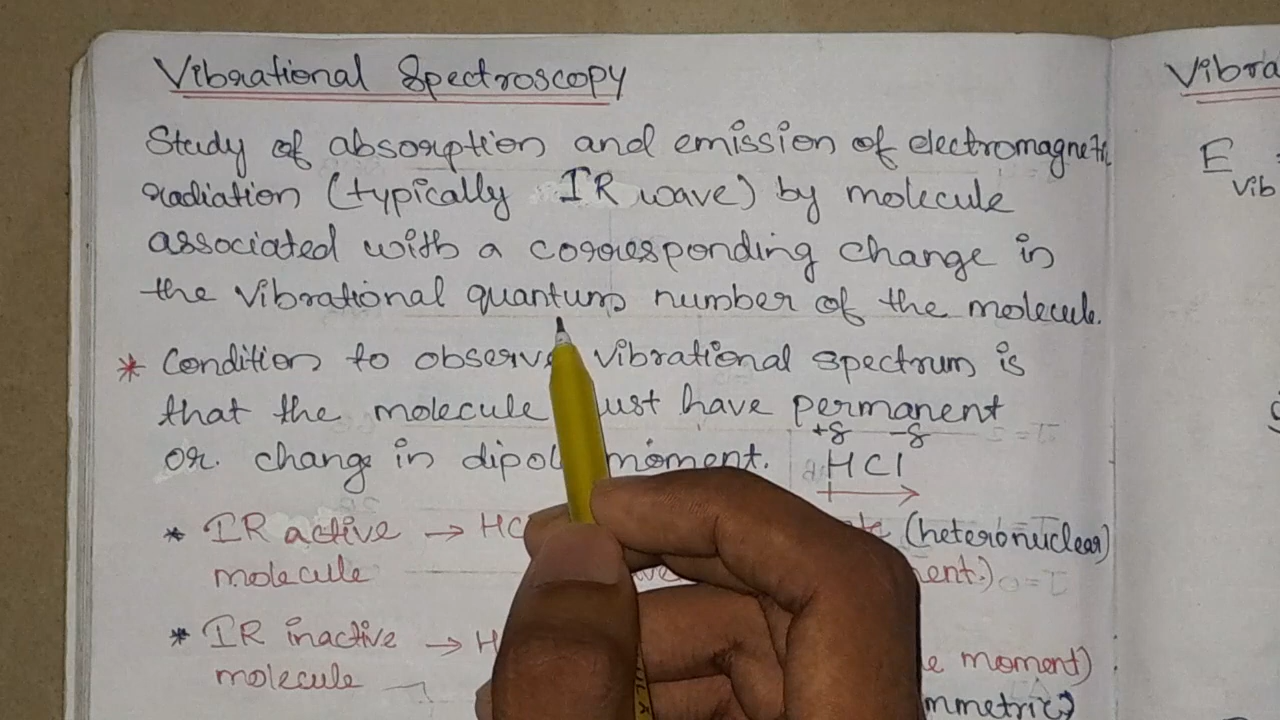 Vibrational Spectroscopy
Study of absorption and emission of electromagnetic
radiation (typically IR wave) by molecule
associated with a corresponding change in
the vibrational quantum number of the molecule.
* Condition to observe vibrational spectrum is
that the molecule must have permanent
or change in dipole moment.
+δ -δ
HCl
* IR active → HC (heteronuclear)
molecule
* IR inactive → H moment)
molecule
Vibra
E vib